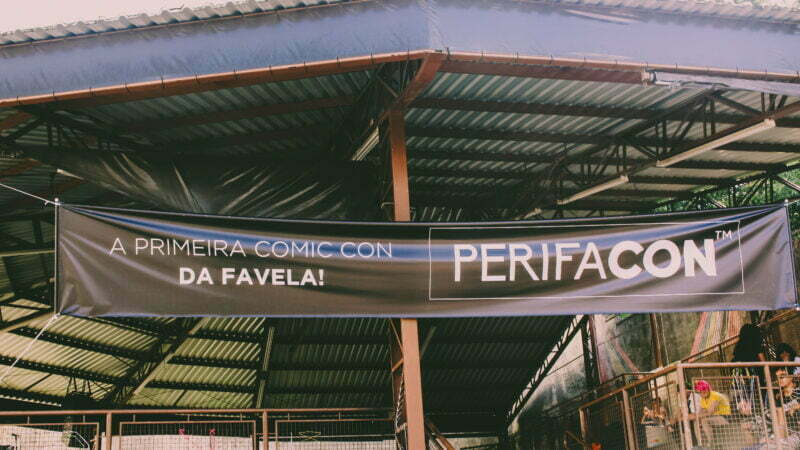 A PRIMEIRA COMIC CON
DA FAVELA!
PERIFACON™